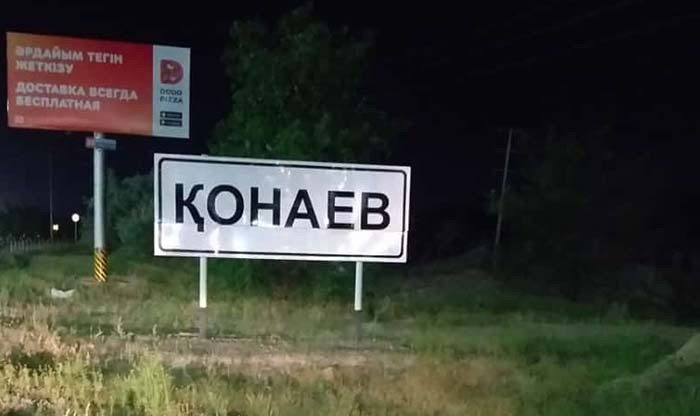 ӘРДАЙЫМ ТЕГІН
ЖЕТКІЗУ
ДОСТАВКА ВСЕГДА
БЕСПЛАТНАЯ
DODO
PIZZA
ҚОНАЕВ